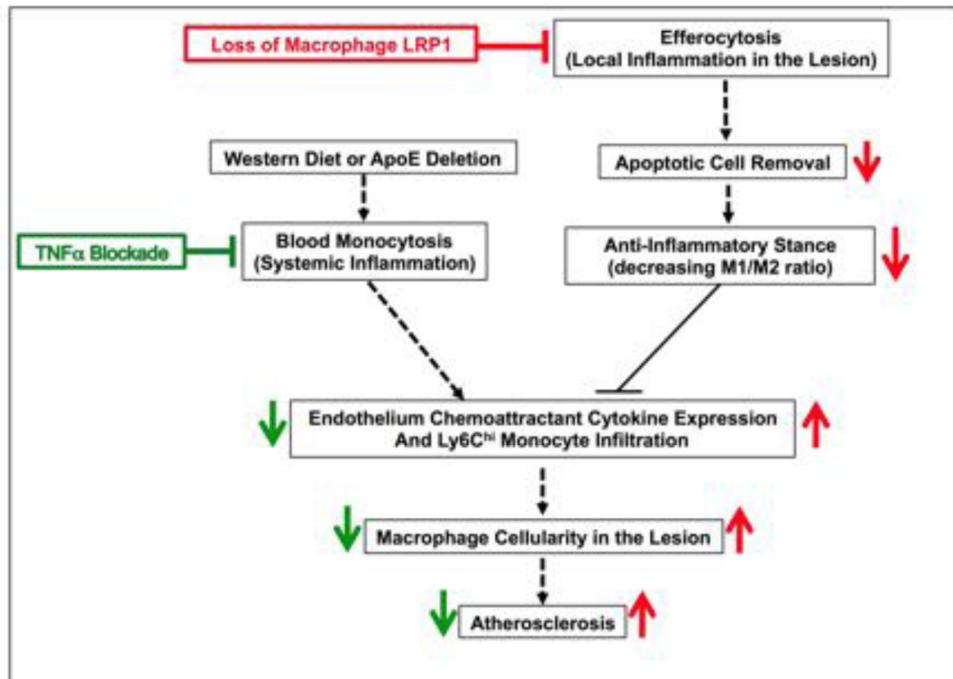 Loss of Macrophage LRP1
Efferocytosis
(Local Inflammation in the Lesion)
Western Diet or ApoE Deletion
Apoptotic Cell Removal
TNFα Blockade
Blood Monocytosis
(Systemic Inflammation)
Anti-Inflammatory Stance
(decreasing M1/M2 ratio)
Endothelium Chemoattractant Cytokine Expression
And Ly6Cʰⁱ Monocyte Infiltration
Macrophage Cellularity in the Lesion
Atherosclerosis